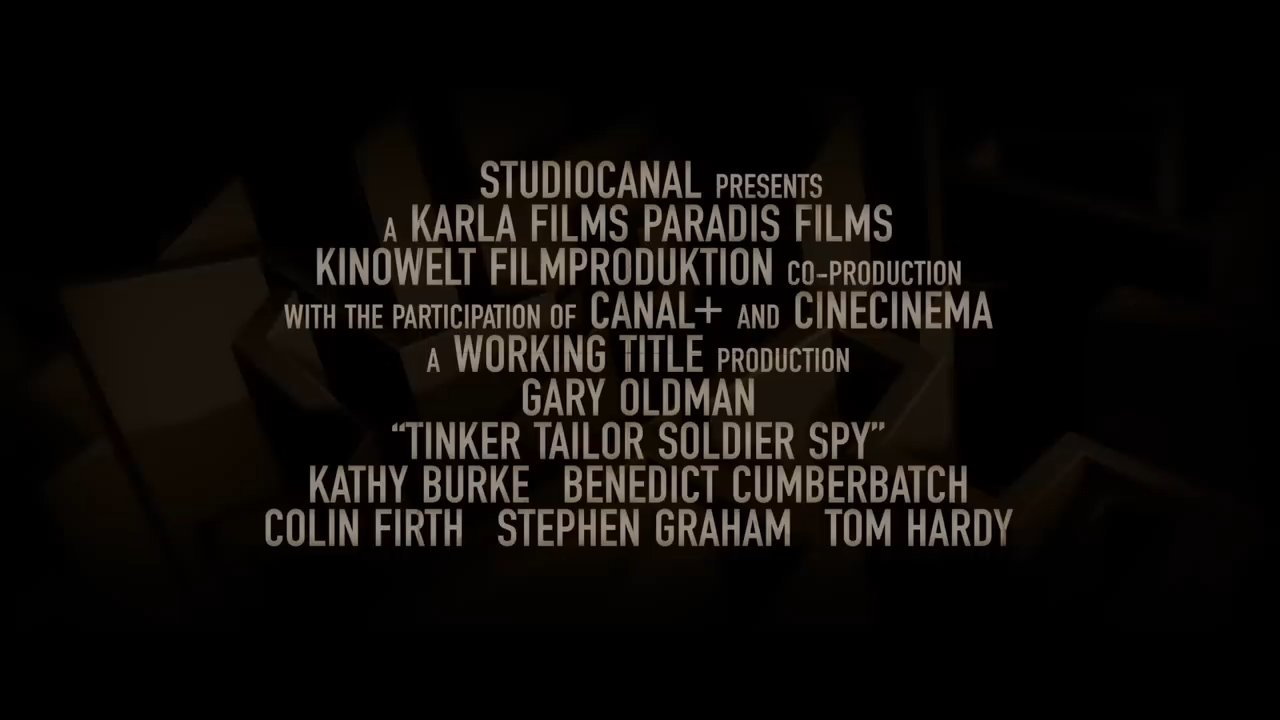 STUDIOCANAL PRESENTS
A KARLA FILMS PARADIS FILMS
KINOWELT FILMPRODUKTION CO-PRODUCTION
WITH THE PARTICIPATION OF CANAL+ AND CINECINEMA
A WORKING TITLE PRODUCTION
GARY OLDMAN
“TINKER TAILOR SOLDIER SPY”
KATHY BURKE BENEDICT CUMBERBATCH
COLIN FIRTH STEPHEN GRAHAM TOM HARDY